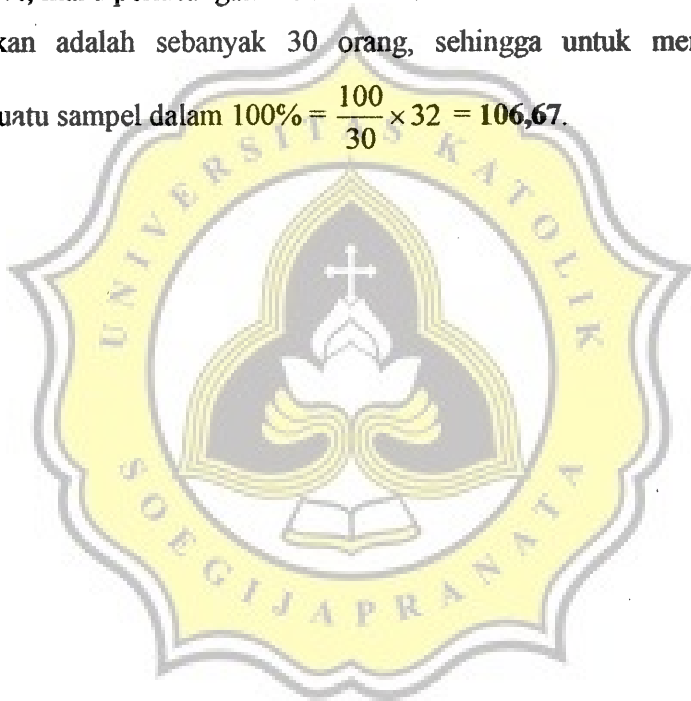 kan adalah sebanyak 30 orang, sehingga untuk mer
uatu sampel dalam 100% = 100/30 × 32 = 106,67.
UNIVERSITAS KATOLIK
SOEGIJAPRANATA